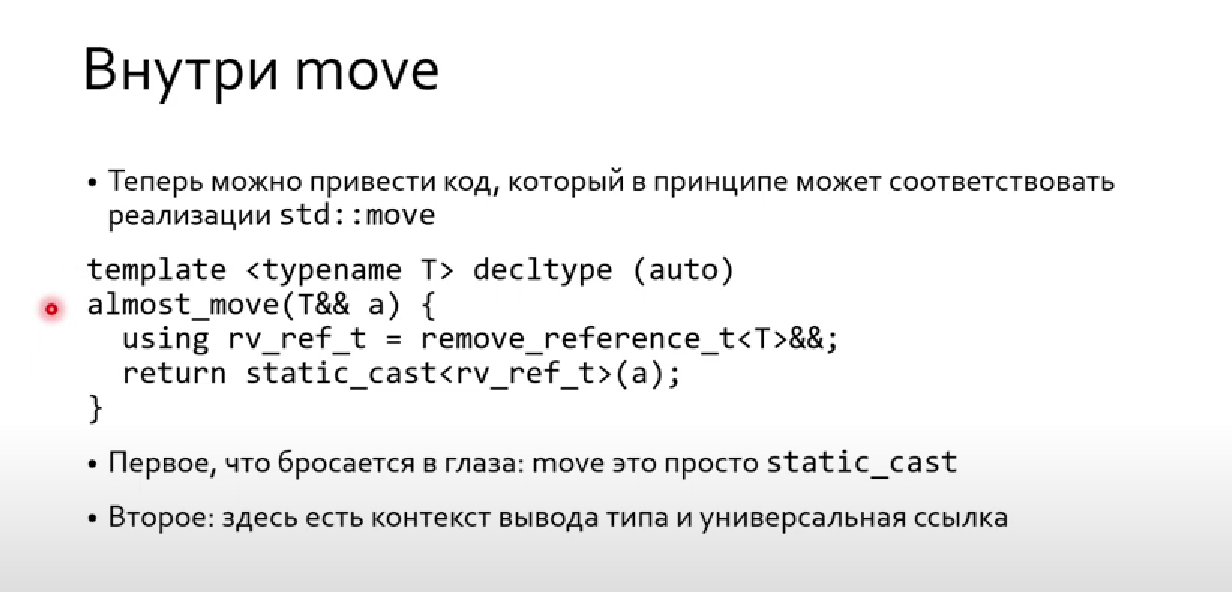 Внутри move
• Теперь можно привести код, который в принципе может соответствовать
реализации std::move
template <typename T> decltype (auto)
almost_move(T&& a) {
  using rv_ref_t = remove_reference_t<T>&&;
  return static_cast<rv_ref_t>(a);
}
• Первое, что бросается в глаза: move это просто static_cast
• Второе: здесь есть контекст вывода типа и универсальная ссылка